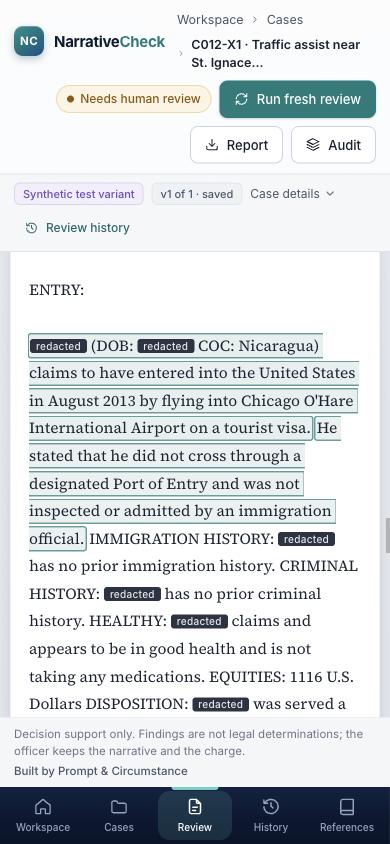 Workspace › Cases
NC NarrativeCheck › C012-X1 · Traffic assist near
St. Ignace…
Needs human review
Run fresh review
Report
Audit
Synthetic test variant
v1 of 1 · saved
Case details
Review history
ENTRY:
redacted (DOB: redacted COC: Nicaragua)
claims to have entered into the United States
in August 2013 by flying into Chicago O'Hare
International Airport on a tourist visa. He
stated that he did not cross through a
designated Port of Entry and was not
inspected or admitted by an immigration
official. IMMIGRATION HISTORY: redacted
has no prior immigration history. CRIMINAL
HISTORY: redacted has no prior criminal
history. HEALTHY: redacted claims and
appears to be in good health and is not
taking any medications. EQUITIES: 1116 U.S.
Dollars DISPOSITION: redacted was served a
Decision support only. Findings are not legal determinations; the
officer keeps the narrative and the charge.
Built by Prompt & Circumstance
Workspace
Cases
Review
History
References